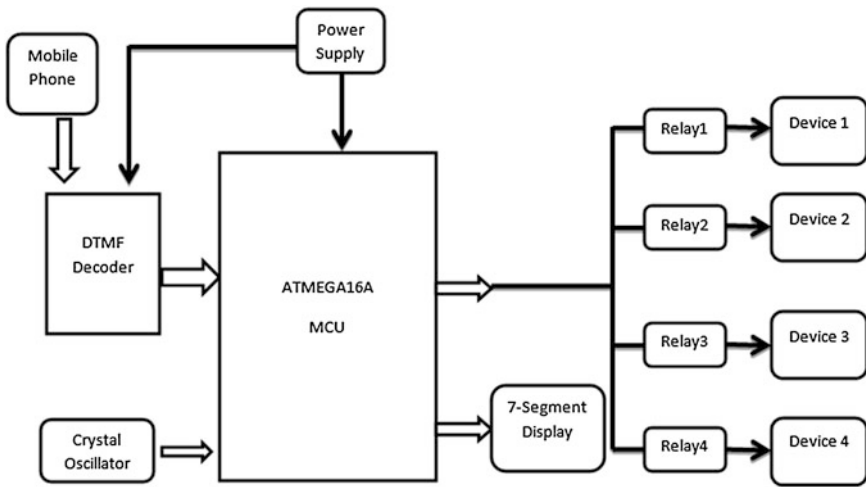 Mobile
Phone
Power
Supply
DTMF
Decoder
ATMEGA16A
MCU
Crystal
Oscillator
7-Segment
Display
Relay1
Device 1
Relay2
Device 2
Relay3
Device 3
Relay4
Device 4